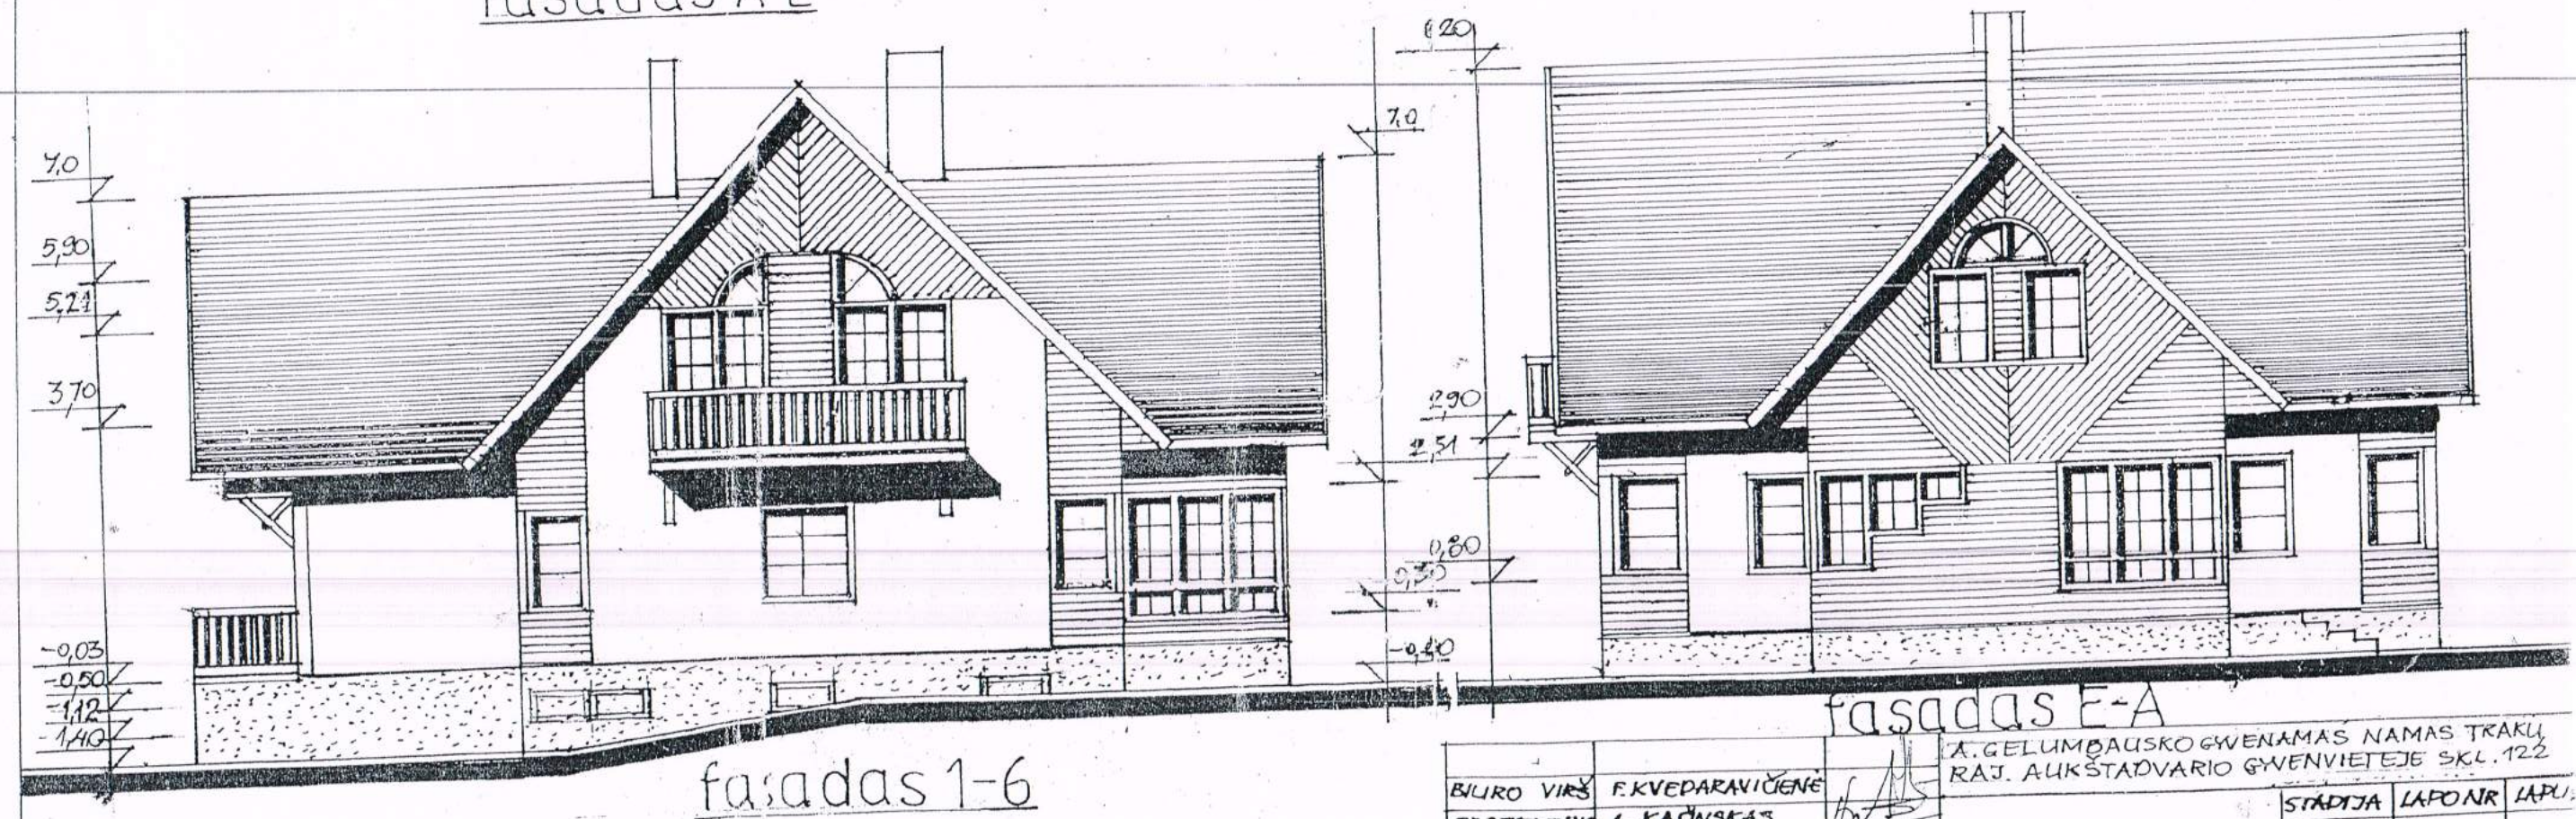 7,0
5,90
5,21
3,70
-0,03
-0,50
-1,12
-1,40
7,0
2,51
0,30
2,90
0,80
fasadas 1-6
fasadas E-A
A. GELUMBAUSKO GYVENAMAS NAMAS TRAKŲ
RAJ. AUKŠTADVARIO GYVENVIETĖJE SKL. 122
BIURO VIRŠ F. KVEDARAVIČIENĖ
STADIJA LAPO NR LAPŲ